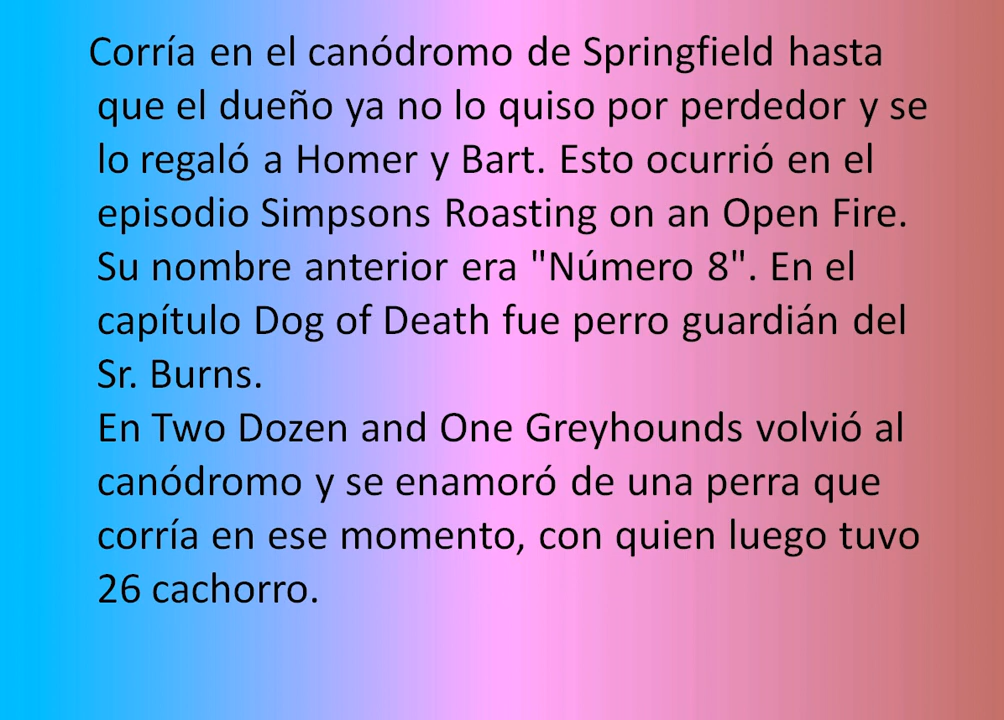 Corría en el canódromo de Springfield hasta
que el dueño ya no lo quiso por perdedor y se
lo regaló a Homer y Bart. Esto ocurrió en el
episodio Simpsons Roasting on an Open Fire.
Su nombre anterior era "Número 8". En el
capítulo Dog of Death fue perro guardián del
Sr. Burns.
En Two Dozen and One Greyhounds volvió al
canódromo y se enamoró de una perra que
corría en ese momento, con quien luego tuvo
26 cachorro.